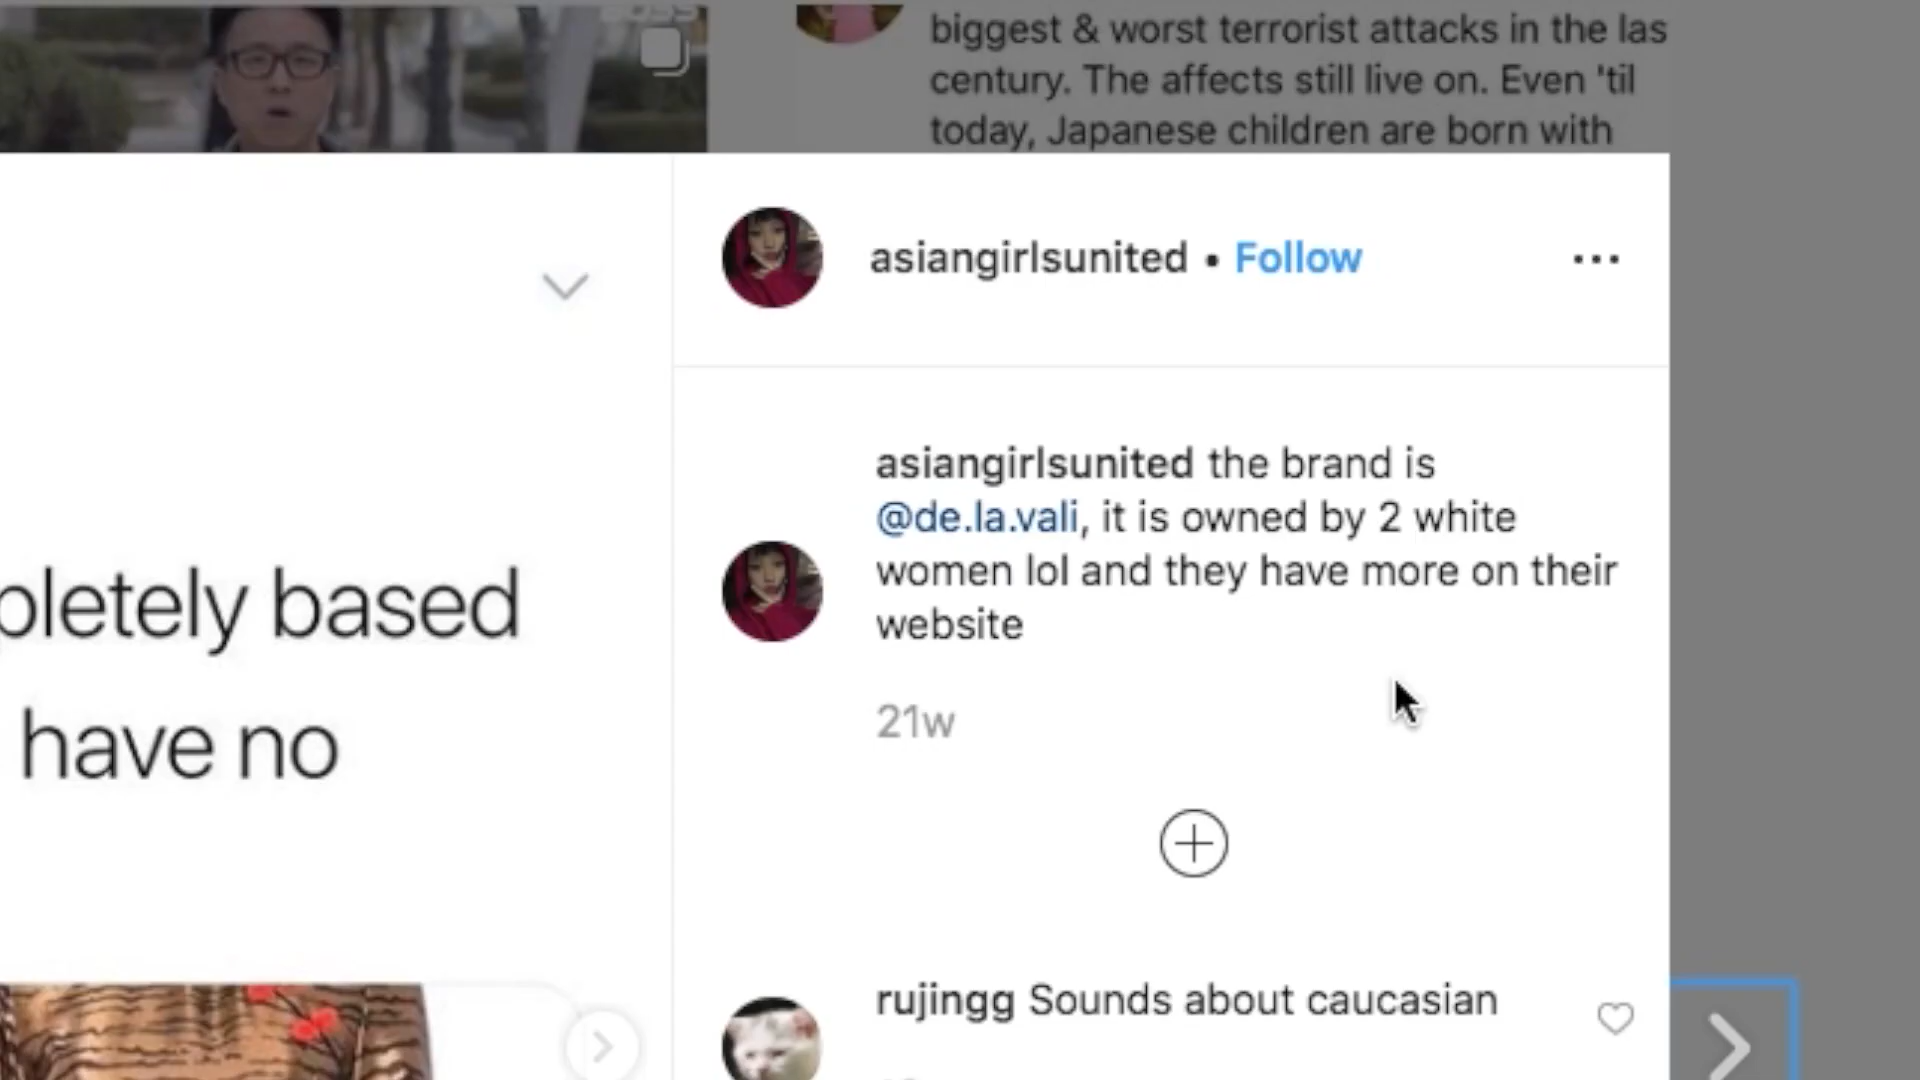 biggest & worst terrorist attacks in the las
century. The affects still live on. Even 'til
today, Japanese children are born with
asiangirlsunited • Follow
asiangirlsunited the brand is
@de.la.vali, it is owned by 2 white
women lol and they have more on their
website
21w
pletely based
have no
rujingg Sounds about caucasian